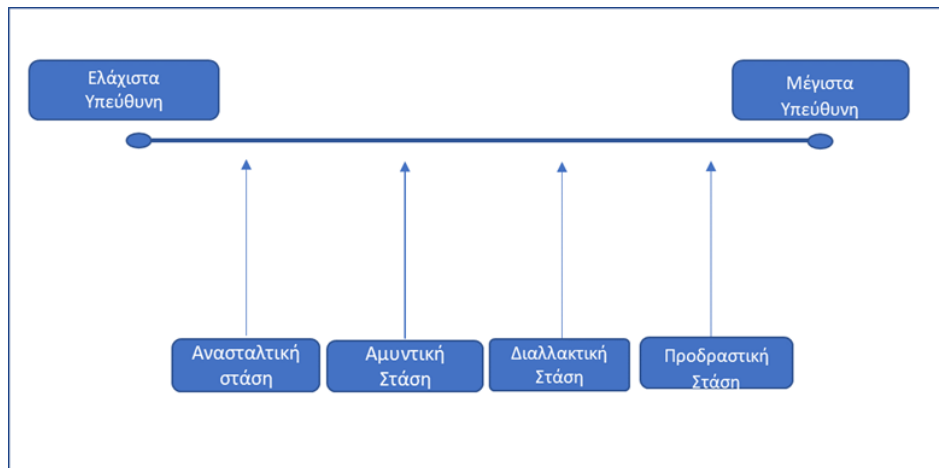 Ελάχιστα
Υπεύθυνη
Μέγιστα
Υπεύθυνη
Ανασταλτική
στάση
Αμυντική
Στάση
Διαλλακτική
Στάση
Προδραστική
Στάση